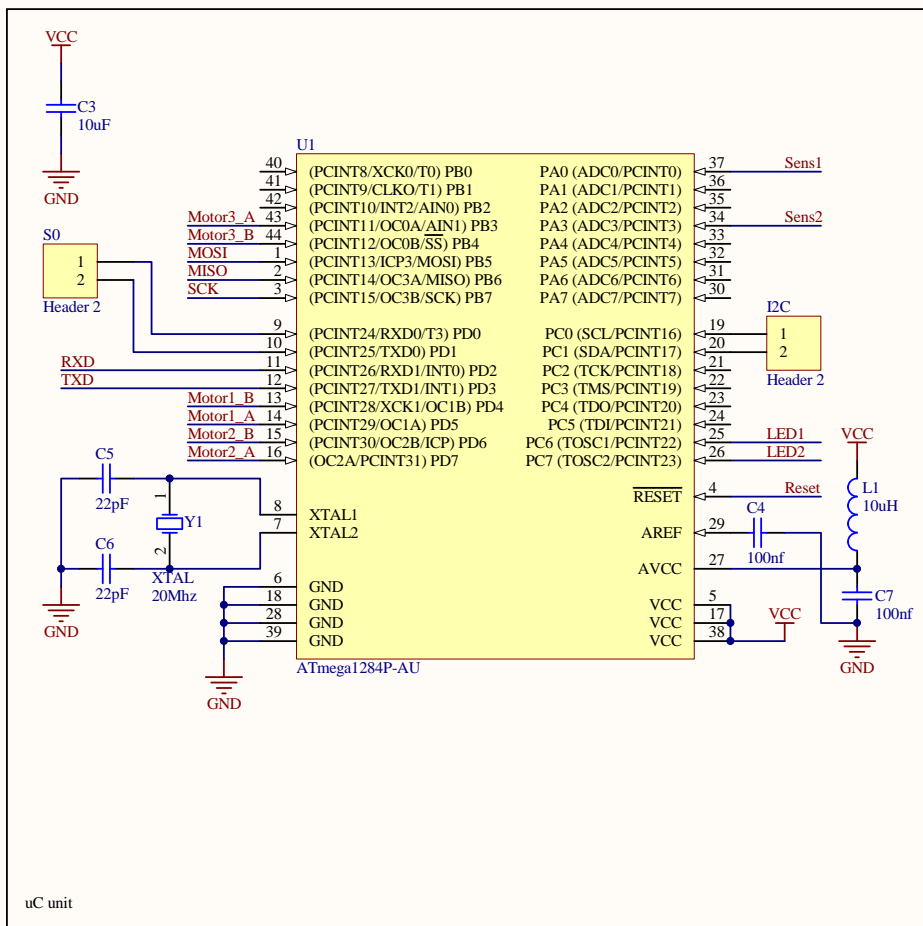 VCC
C3
10uF
GND
U1
40 (PCINT8/XCK0/T0) PB0
41 (PCINT9/CLKO/T1) PB1
42 (PCINT10/INT2/AIN0) PB2
Motor3_A 43 (PCINT11/OC0A/AIN1) PB3
Motor3_B 44 (PCINT12/OC0B/SS) PB4
MOSI 1 (PCINT13/ICP3/MOSI) PB5
MISO 2 (PCINT14/OC3A/MISO) PB6
SCK 3 (PCINT15/OC3B/SCK) PB7
S0
1
2
Header 2
9 (PCINT24/RXD0/T3) PD0
10 (PCINT25/TXD0) PD1
RXD 11 (PCINT26/RXD1/INT0) PD2
TXD 12 (PCINT27/TXD1/INT1) PD3
Motor1_B 13 (PCINT28/XCK1/OC1B) PD4
Motor1_A 14 (PCINT29/OC1A) PD5
Motor2_B 15 (PCINT30/OC2B/ICP) PD6
Motor2_A 16 (OC2A/PCINT31) PD7
C5
22pF
1
2
Y1
XTAL
20Mhz
C6
22pF
GND
8 XTAL1
7 XTAL2
6 GND
18 GND
28 GND
39 GND
GND
ATmega1284P-AU
PA0 (ADC0/PCINT0) 37 Sens1
PA1 (ADC1/PCINT1) 36
PA2 (ADC2/PCINT2) 35
PA3 (ADC3/PCINT3) 34 Sens2
PA4 (ADC4/PCINT4) 33
PA5 (ADC5/PCINT5) 32
PA6 (ADC6/PCINT6) 31
PA7 (ADC7/PCINT7) 30
I2C
1
2
Header 2
PC0 (SCL/PCINT16) 19
PC1 (SDA/PCINT17) 20
PC2 (TCK/PCINT18) 21
PC3 (TMS/PCINT19) 22
PC4 (TDO/PCINT20) 23
PC5 (TDI/PCINT21) 24
PC6 (TOSC1/PCINT22) 25 LED1
PC7 (TOSC2/PCINT23) 26 LED2
RESET 4 Reset
AREF 29
C4
100nf
AVCC 27
VCC
L1
10uH
C7
100nf
GND
VCC 5
VCC 17
VCC 38
VCC
uC unit